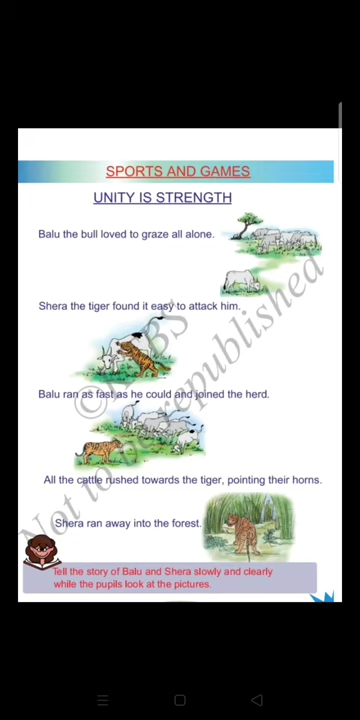 SPORTS AND GAMES
UNITY IS STRENGTH
Balu the bull loved to graze all alone.
Shera the tiger found it easy to attack him.
Balu ran as fast as he could and joined the herd.
All the cattle rushed towards the tiger, pointing their horns.
Shera ran away into the forest.
Tell the story of Balu and Shera slowly and clearly
while the pupils look at the pictures.
Not to be republished